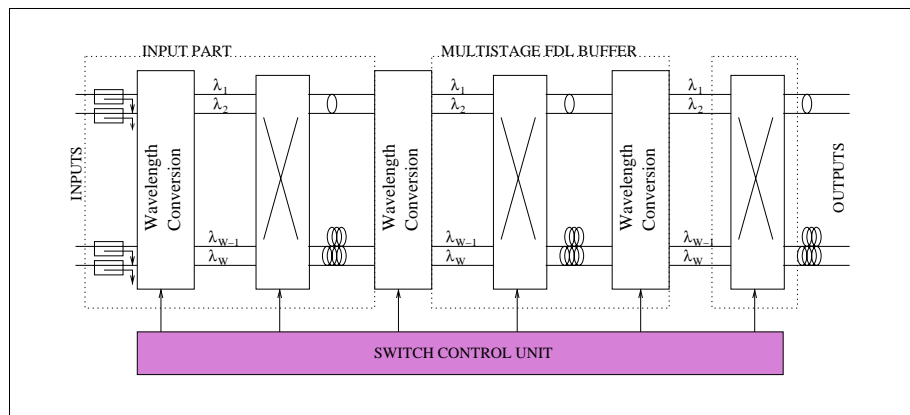 INPUT PART
MULTISTAGE FDL BUFFER
INPUTS
Wavelength
Conversion
λ1
λ2
λW−1
λW
Wavelength
Conversion
λ1
λ2
λW−1
λW
Wavelength
Conversion
λ1
λ2
λW−1
λW
OUTPUTS
SWITCH CONTROL UNIT